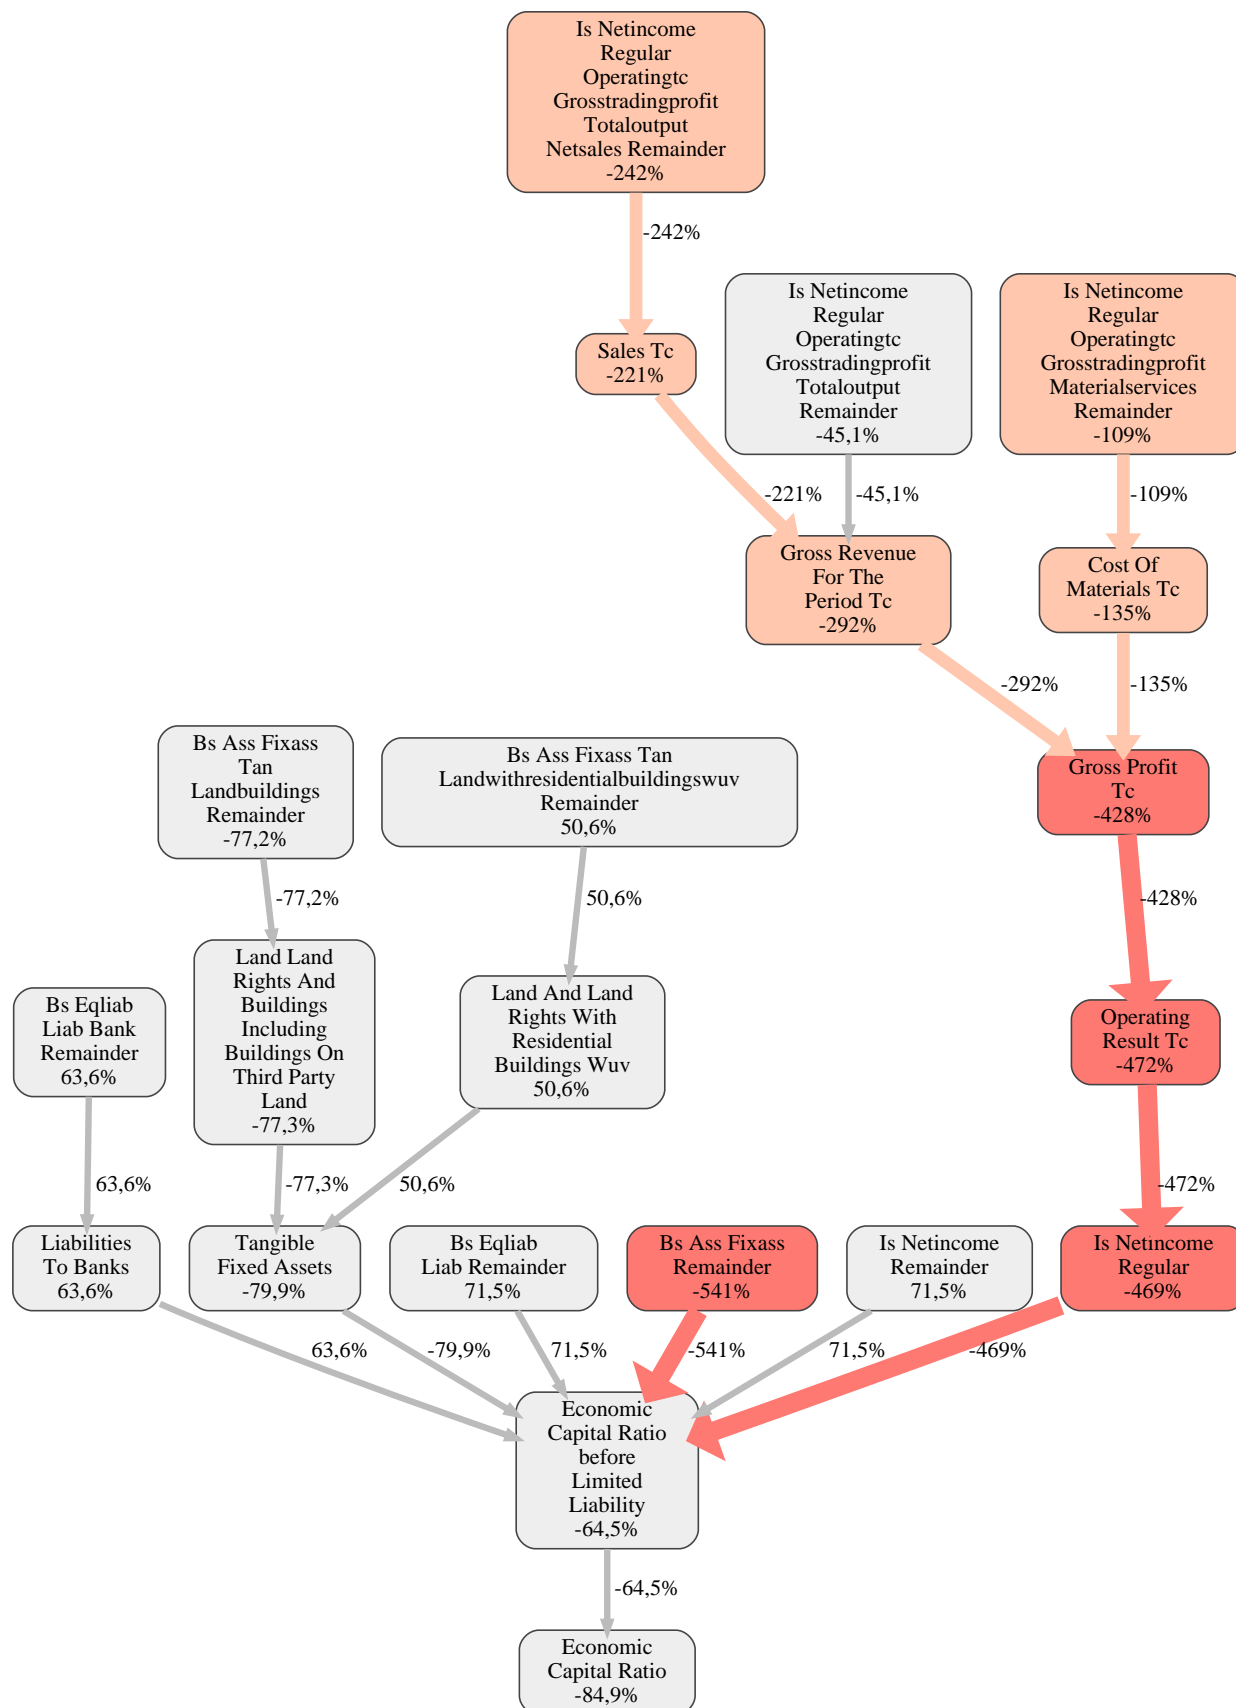 Is Netincome
Regular
Operatingtc
Grosstradingprofit
Totaloutput
Netsales Remainder
-242%
-242%
Sales Tc
-221%
Is Netincome
Regular
Operatingtc
Grosstradingprofit
Totaloutput
Remainder
-45,1%
Is Netincome
Regular
Operatingtc
Grosstradingprofit
Materialservices
Remainder
-109%
-221%
-45,1%
-109%
Gross Revenue
For The
Period Tc
-292%
Cost Of
Materials Tc
-135%
-292%
-135%
Bs Ass Fixass
Tan
Landbuildings
Remainder
-77,2%
Bs Ass Fixass Tan
Landwithresidentialbuildingswuv
Remainder
50,6%
Gross Profit
Tc
-428%
-77,2%
50,6%
-428%
Bs Eqliab
Liab Bank
Remainder
63,6%
Land Land
Rights And
Buildings
Including
Buildings On
Third Party
Land
-77,3%
Land And Land
Rights With
Residential
Buildings Wuv
50,6%
Operating
Result Tc
-472%
63,6%
-77,3%
50,6%
-472%
Liabilities
To Banks
63,6%
Tangible
Fixed Assets
-79,9%
Bs Eqliab
Liab Remainder
71,5%
Bs Ass Fixass
Remainder
-541%
Is Netincome
Remainder
71,5%
Is Netincome
Regular
-469%
63,6%
-79,9%
71,5%
-541%
71,5%
-469%
Economic
Capital Ratio
before
Limited
Liability
-64,5%
-64,5%
Economic
Capital Ratio
-84,9%